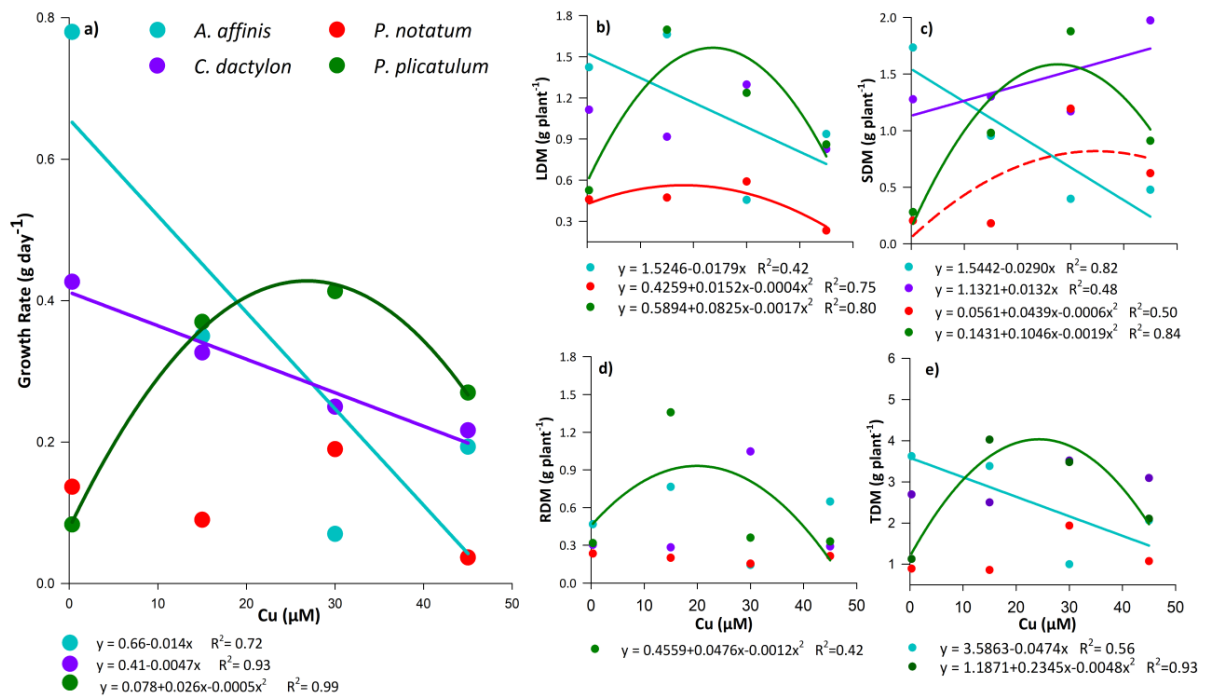 a)
A. affinis
P. notatum
C. dactylon
P. plicatulum
Growth Rate (g day⁻¹)
0.8
0.6
0.4
0.2
0.0
0 10 20 30 40 50
Cu (μM)
y = 0.66-0.014x R²= 0.72
y = 0.41-0.0047x R²= 0.93
y = 0.078+0.026x-0.0005x² R²= 0.99
b)
LDM (g plant⁻¹)
1.8
1.5
1.2
0.9
0.6
0.3
y = 1.5246-0.0179x R²=0.42
y = 0.4259+0.0152x-0.0004x² R²=0.75
y = 0.5894+0.0825x-0.0017x² R²=0.80
c)
SDM (g plant⁻¹)
2.0
1.5
1.0
0.5
0.0
y = 1.5442-0.0290x R²= 0.82
y = 1.1321+0.0132x R²=0.48
y = 0.0561+0.0439x-0.0006x² R²=0.50
y = 0.1431+0.1046x-0.0019x² R²= 0.84
d)
RDM (g plant⁻¹)
1.8
1.5
1.2
0.9
0.6
0.3
0.0
0 10 20 30 40 50
Cu (μM)
y = 0.4559+0.0476x-0.0012x² R²=0.42
e)
TDM (g plant⁻¹)
5
4
3
2
1
0 10 20 30 40 50
Cu (μM)
y = 3.5863-0.0474x R²= 0.56
y = 1.1871+0.2345x-0.0048x² R²=0.93